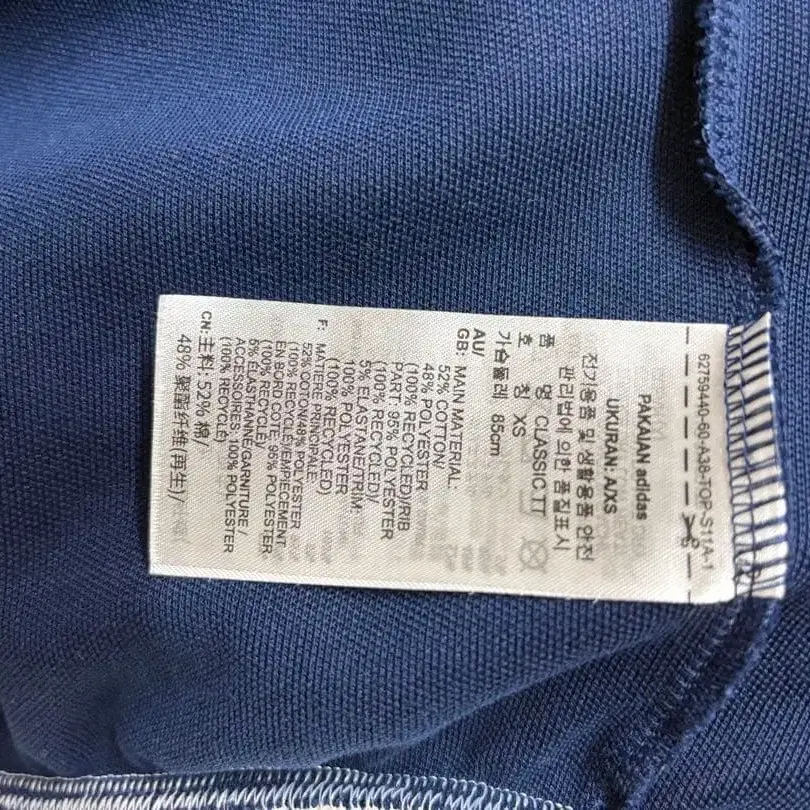 62759440-60-A38-TOP-S11A-1
PAKAIAN adidas
UKURAN: A/XS
전기용품 및 생활용품 안전
관리법에 의한 품질표시
품 명 CLASSIC TT
호 칭 XS
가슴둘레 85cm
AU/
GB: MAIN MATERIAL:
52% COTTON/
48% POLYESTER
(100% RECYCLED)/RIB
PART: 95% POLYESTER
(100% RECYCLED)/
5% ELASTANE/TRIM:
100% POLYESTER
(100% RECYCLED)
F: MATIERE PRINCIPALE:
52% COTON/48% POLYESTER
(100% RECYCLE)/EMPIECEMENT
EN BORD COTE: 95% POLYESTER
(100% RECYCLE)/
5% ELASTHANNE/GARNITURE /
ACCESSOIRES: 100% POLYESTER
(100% RECYCLE)
CN: 主料: 52% 棉/
48% 聚酯纤维(再生)/